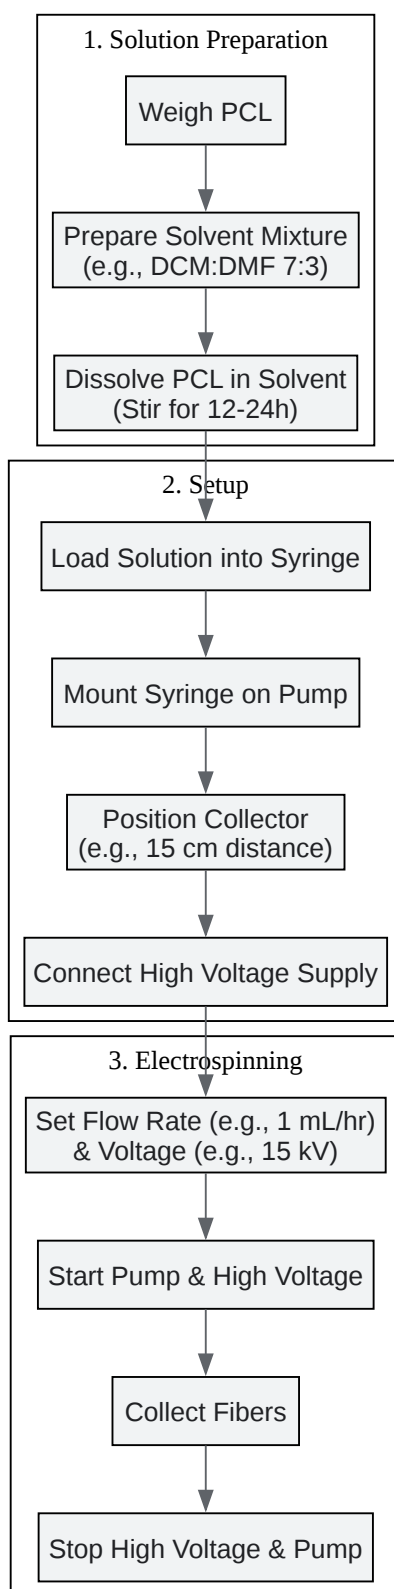 1. Solution Preparation
Weigh PCL
Prepare Solvent Mixture
(e.g., DCM:DMF 7:3)
Dissolve PCL in Solvent
(Stir for 12-24h)
2. Setup
Load Solution into Syringe
Mount Syringe on Pump
Position Collector
(e.g., 15 cm distance)
Connect High Voltage Supply
3. Electrospinning
Set Flow Rate (e.g., 1 mL/hr)
& Voltage (e.g., 15 kV)
Start Pump & High Voltage
Collect Fibers
Stop High Voltage & Pump